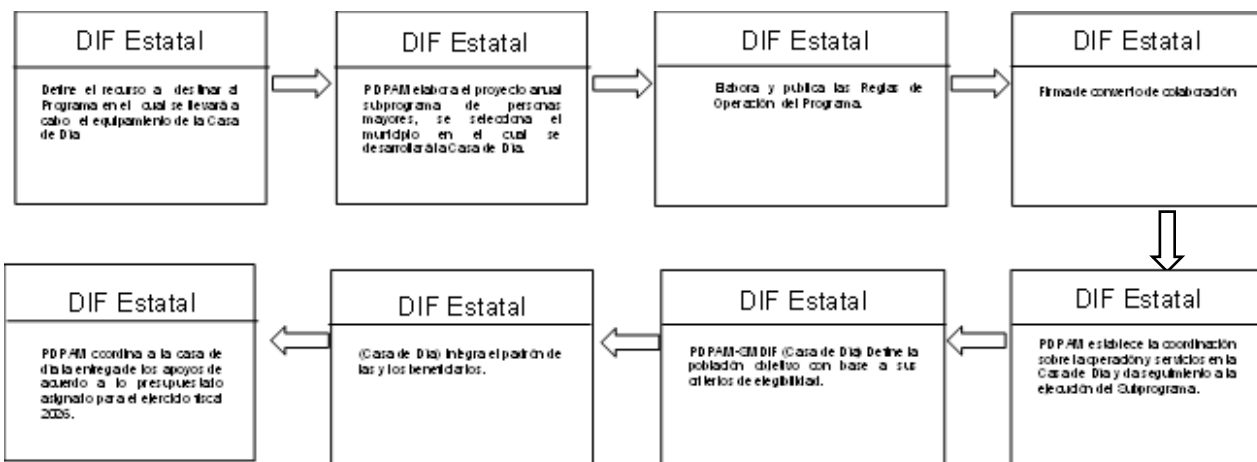 DIF Estatal
Define el recurso a destinar al
Programa en el cual se llevará a
cabo el equipamiento de la Casa
de Día
DIF Estatal
PDPAM elabora el proyecto anual
subprograma de personas
mayores, se selecciona el
municipio en el cual se
desarrollará la Casa de Día.
DIF Estatal
Elabora y publica las Reglas de
Operación del Programa.
DIF Estatal
Firma de convenio de colaboración
DIF Estatal
PDPAM establece la coordinación
sobre la operación y servicios en la
Casa de Día y da seguimiento a la
ejecución del Subprograma.
DIF Estatal
PDPAM-SMDIF (Casa de Día) Define la
población objetivo con base a sus
criterios de elegibilidad.
DIF Estatal
(Casa de Día) Integra el padrón de
las y los beneficiarios.
DIF Estatal
PDPAM coordina a la casa de
día la entrega de los apoyos de
acuerdo a lo presupuestado
asignado para el ejercicio fiscal
2026.